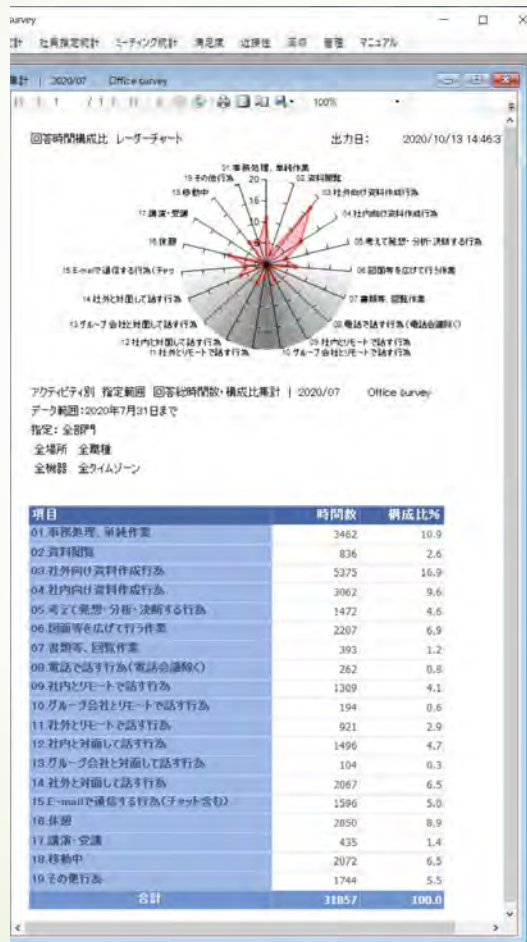 urvey
計 社員指定統計 ミーティング統計 満足度 近接性 管理 マニュアル
集計 | 2020/07 Office survey
100%
回答時間構成比 レーダーチャート 出力日: 2020/10/13 14:46:3
01.事務処理、単純作業
19.その他行為 20 02.資料閲覧
18.移動中 03.社外向け資料作成行為
17.講演・受講 04.社内向け資料作成行為
16.休憩 05.考えて発想・分析・決断する行為
15.E-mailで通信する行為(チャッ 06.図面等を広げて行う作業
14.社外と対面して話す行為 07.書類等、回覧作業
13.グループ会社と対面して話す行為 08.電話で話す行為(電話会議除く)
12.社内と対面して話す行為 09.社内とリモートで話す行為
11.社外とリモートで話す行為 10.グループ会社とリモートで話す行為
アクティビティ別 指定範囲 回答総時間数・構成比集計 | 2020/07 Office survey
データ範囲:2020年7月31日まで
指定: 全部門
全場所 全職種
全機器 全タイムゾーン
項目 時間数 構成比%
01.事務処理、単純作業 3462 10.9
02.資料閲覧 836 2.6
03.社外向け資料作成行為 5375 16.9
04.社内向け資料作成行為 3062 9.6
05.考えて発想・分析・決断する行為 1472 4.6
06.図面等を広げて行う作業 2207 6.9
07.書類等、回覧作業 393 1.2
08.電話で話す行為(電話会議除く) 262 0.8
09.社内とリモートで話す行為 1309 4.1
10.グループ会社とリモートで話す行為 194 0.6
11.社外とリモートで話す行為 921 2.9
12.社内と対面して話す行為 1496 4.7
13.グループ会社と対面して話す行為 104 0.3
14.社外と対面して話す行為 2067 6.5
15.E-mailで通信する行為(チャット含む) 1596 5.0
16.休憩 2850 8.9
17.講演・受講 435 1.4
18.移動中 2072 6.5
19.その他行為 1744 5.5
合計 31857 100.0